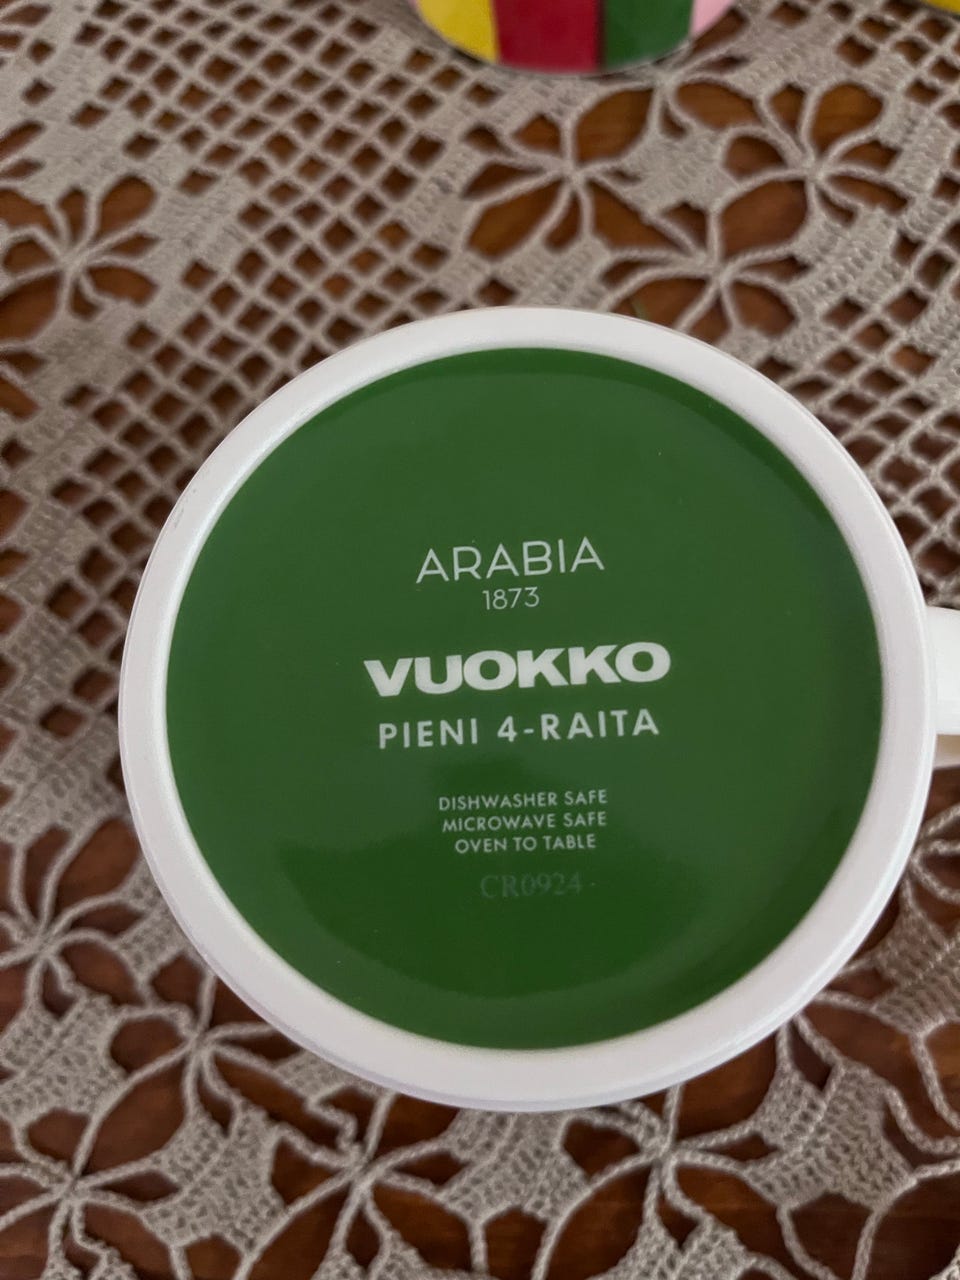 ARABIA
1873
VUOKKO
PIENI 4-RAITA
DISHWASHER SAFE
MICROWAVE SAFE
OVEN TO TABLE
CR0924